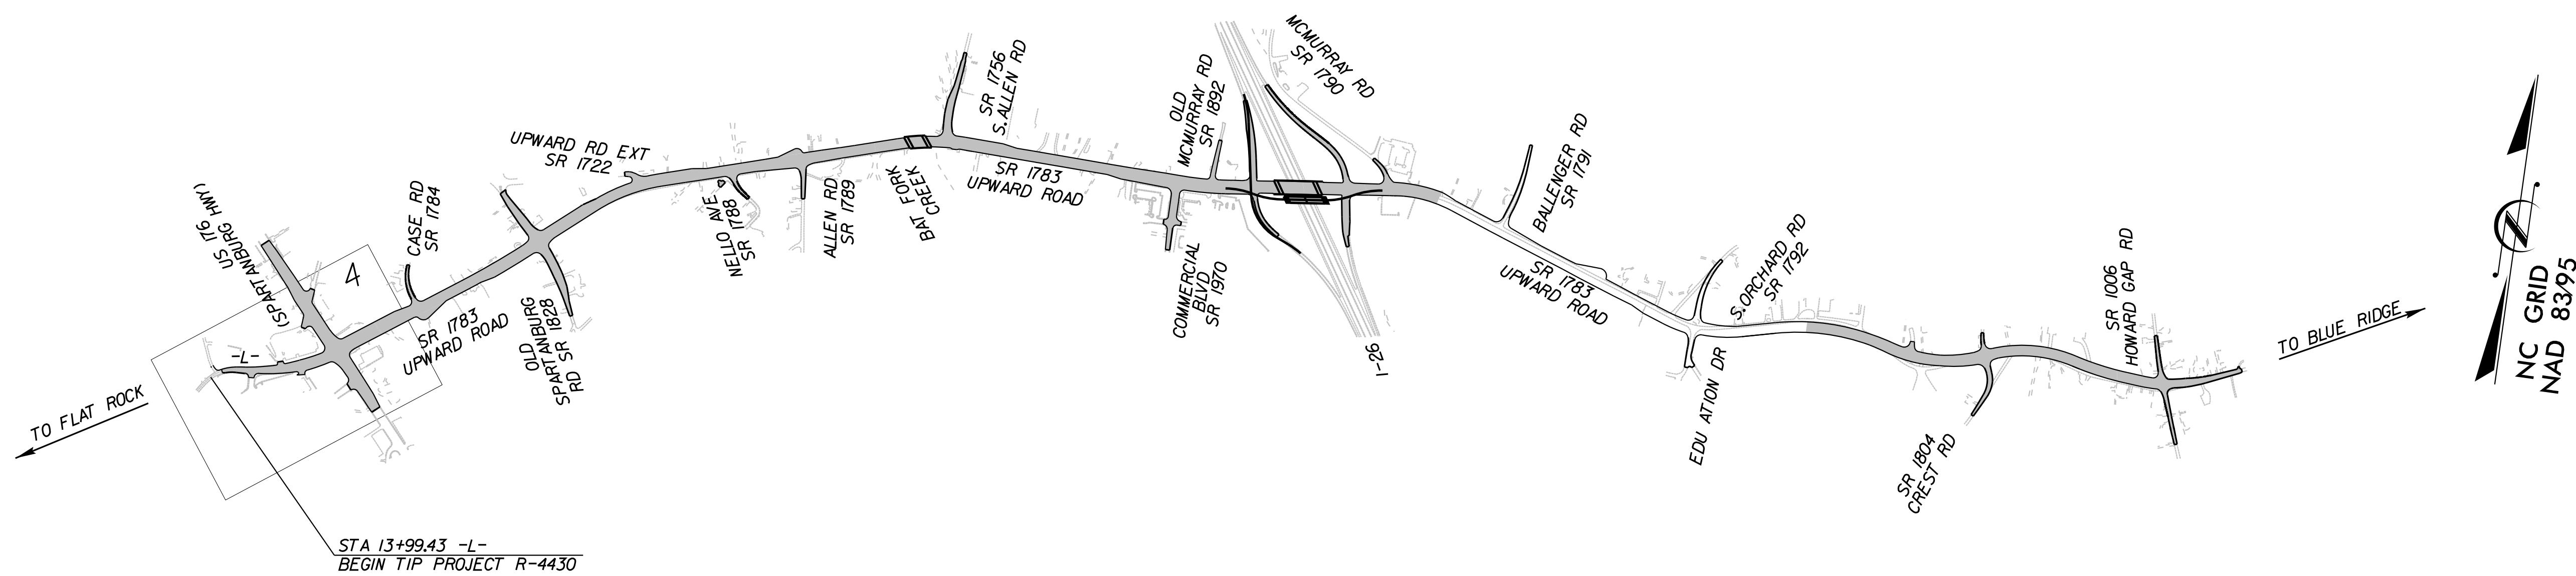 TO FLAT ROCK
STA 13+99.43 -L-
BEGIN TIP PROJECT R-4430
-L-
US 176 HWY)
(SPARTANBURG
4
CASE RD
SR 1784
SR 1783
UPWARD ROAD
OLD
SPARTANBURG
RD SR 1828
UPWARD RD EXT
SR 1722
NELLO AVE
SR 1788
ALLEN RD
SR 1789
BAT FORK
CREEK
SR 1756
S. ALLEN RD
SR 1783
UPWARD ROAD
COMMERCIAL
BLVD
SR 1970
OLD
MCMURRAY RD
SR 1892
MCMURRAY RD
SR 1790
I-26
BALLENGER RD
SR 1791
SR 1783
UPWARD ROAD
S. ORCHARD RD
SR 1792
EDU ATION DR
SR 1804
CREST RD
SR 1006
HOWARD GAP RD
TO BLUE RIDGE
NC GRID
NAD 83/95